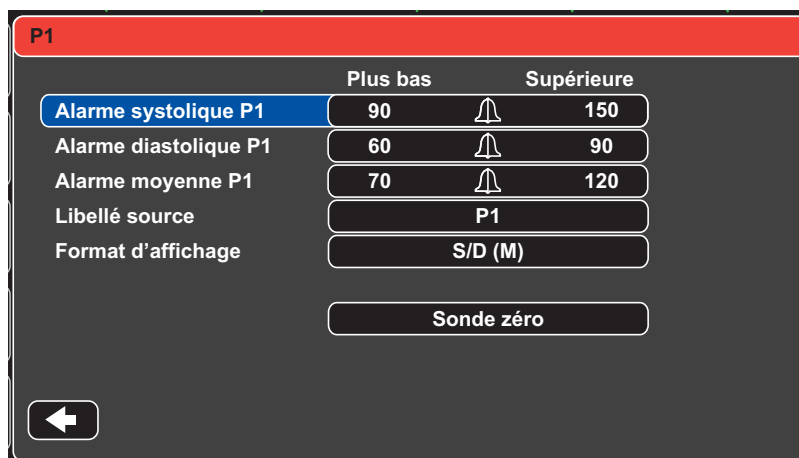 P1
Plus bas Supérieure
Alarme systolique P1 90 150
Alarme diastolique P1 60 90
Alarme moyenne P1 70 120
Libellé source P1
Format d’affichage S/D (M)
Sonde zéro